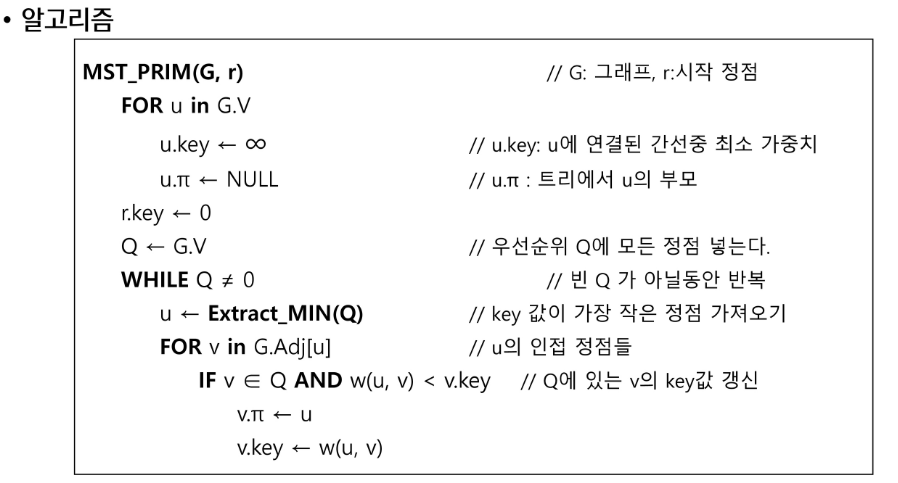 • 알고리즘
MST_PRIM(G, r) // G: 그래프, r:시작 정점
FOR u in G.V
u.key ← ∞ // u.key: u에 연결된 간선중 최소 가중치
u.π ← NULL // u.π : 트리에서 u의 부모
r.key ← 0
Q ← G.V // 우선순위 Q에 모든 정점 넣는다.
WHILE Q ≠ 0 // 빈 Q 가 아닐동안 반복
u ← Extract_MIN(Q) // key 값이 가장 작은 정점 가져오기
FOR v in G.Adj[u] // u의 인접 정점들
IF v ∈ Q AND w(u, v) < v.key // Q에 있는 v의 key값 갱신
v.π ← u
v.key ← w(u, v)